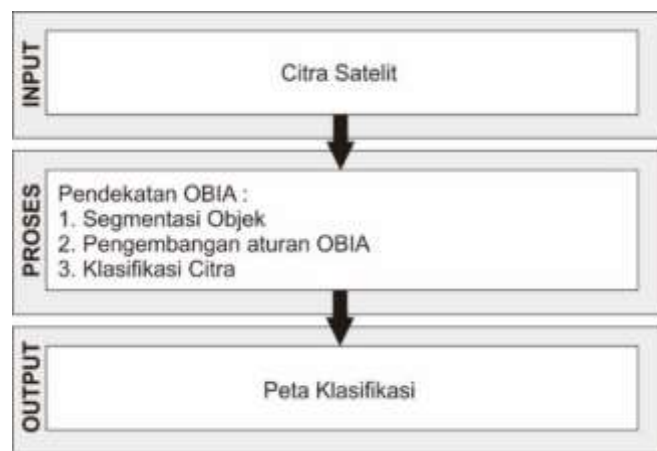 INPUT
Citra Satelit
PROSES
Pendekatan OBIA :
1. Segmentasi Objek
2. Pengembangan aturan OBIA
3. Klasifikasi Citra
OUTPUT
Peta Klasifikasi